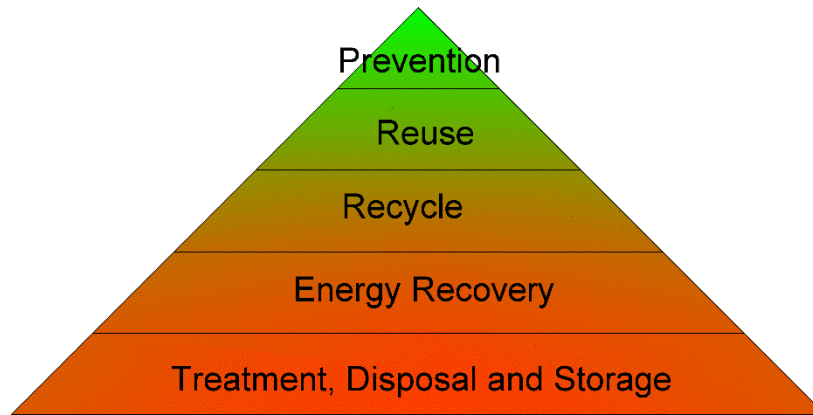 Prevention
Reuse
Recycle
Energy Recovery
Treatment, Disposal and Storage